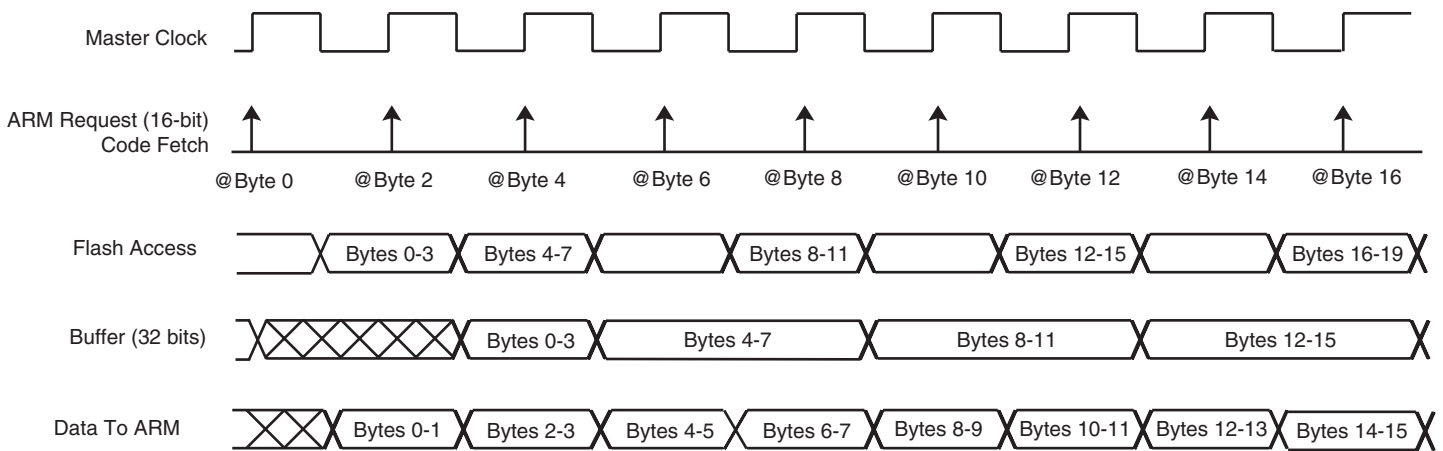 Master Clock
ARM Request (16-bit)
Code Fetch
@Byte 0 @Byte 2 @Byte 4 @Byte 6 @Byte 8 @Byte 10 @Byte 12 @Byte 14 @Byte 16
Flash Access Bytes 0-3 Bytes 4-7 Bytes 8-11 Bytes 12-15 Bytes 16-19
Buffer (32 bits) Bytes 0-3 Bytes 4-7 Bytes 8-11 Bytes 12-15
Data To ARM Bytes 0-1 Bytes 2-3 Bytes 4-5 Bytes 6-7 Bytes 8-9 Bytes 10-11 Bytes 12-13 Bytes 14-15